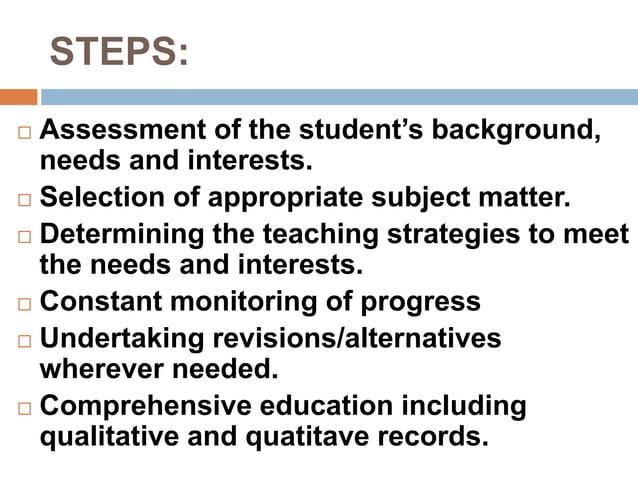 STEPS:
Assessment of the student’s background,
needs and interests.
Selection of appropriate subject matter.
Determining the teaching strategies to meet
the needs and interests.
Constant monitoring of progress
Undertaking revisions/alternatives
wherever needed.
Comprehensive education including
qualitative and quatitave records.